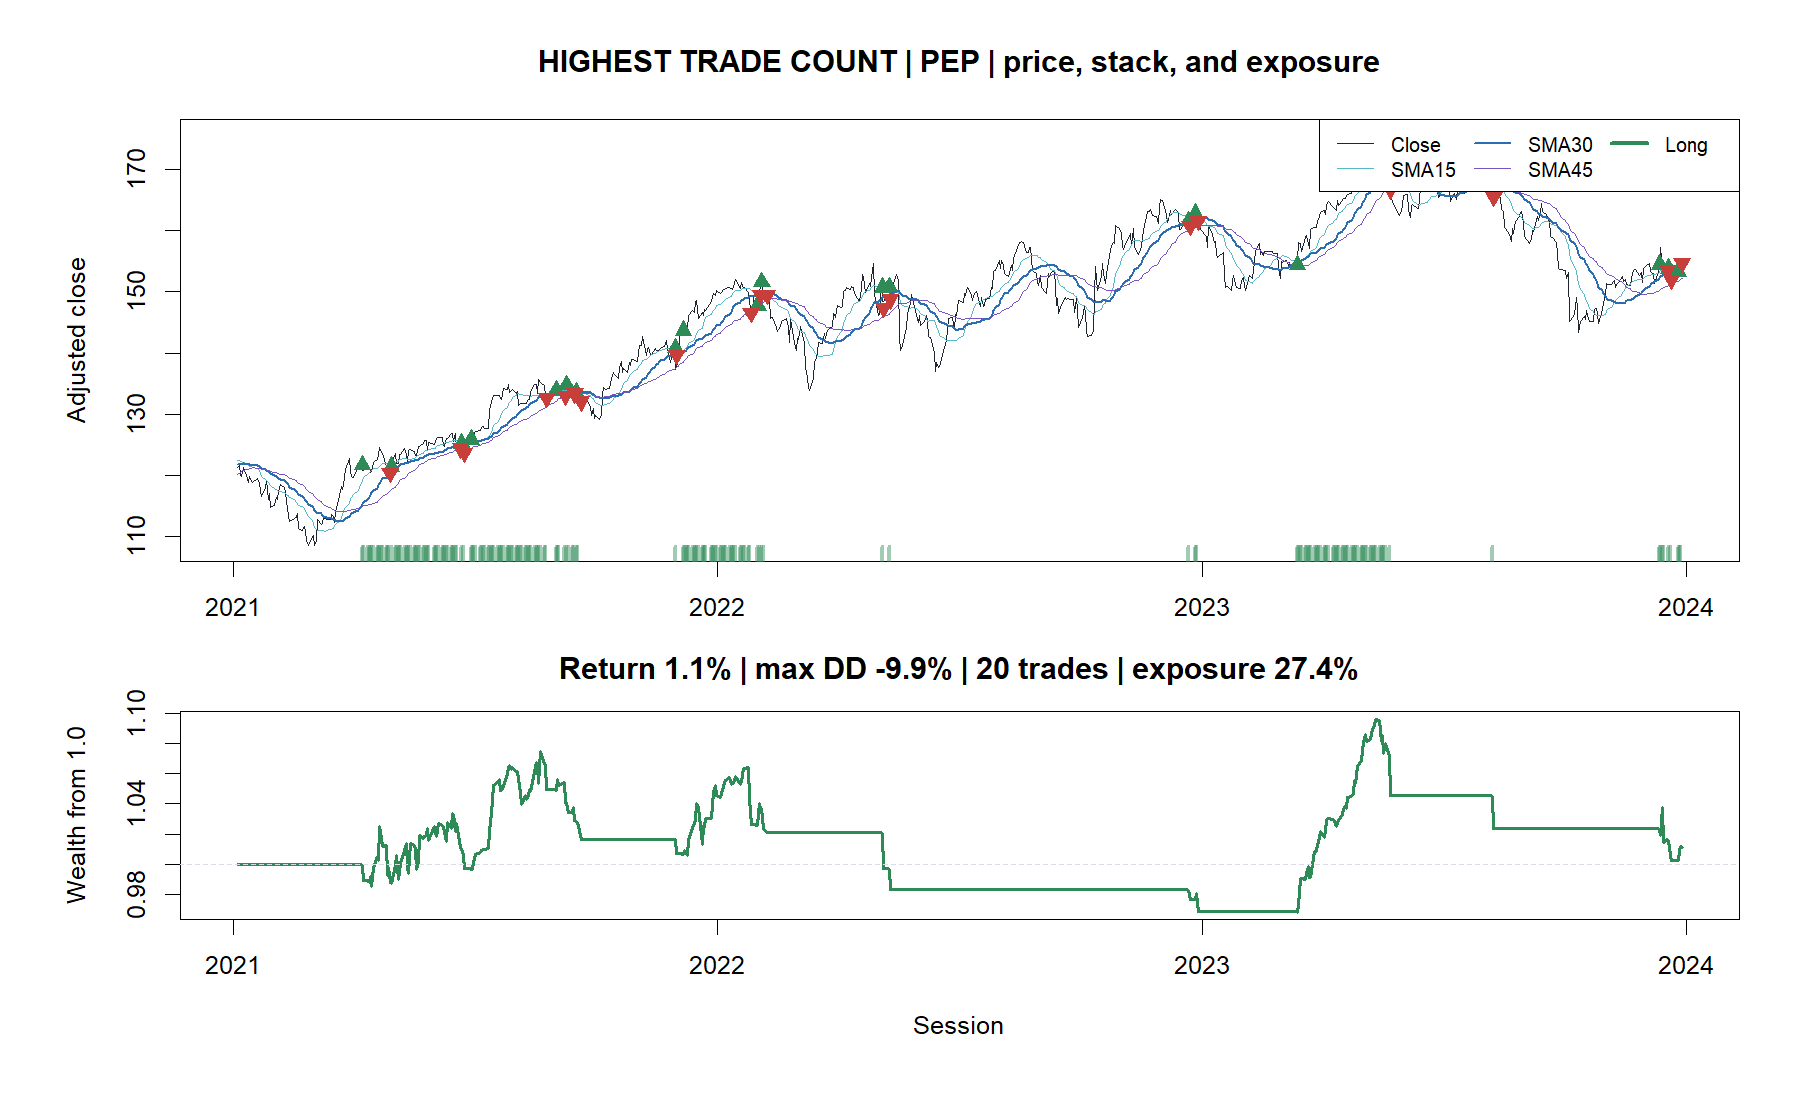 HIGHEST TRADE COUNT | PEP | price, stack, and exposure
Close SMA30 Long
SMA15 SMA45
Adjusted close
170
150
130
110
2021 2022 2023 2024
Return 1.1% | max DD -9.9% | 20 trades | exposure 27.4%
Wealth from 1.0
1.10
1.04
0.98
2021 2022 2023 2024
Session